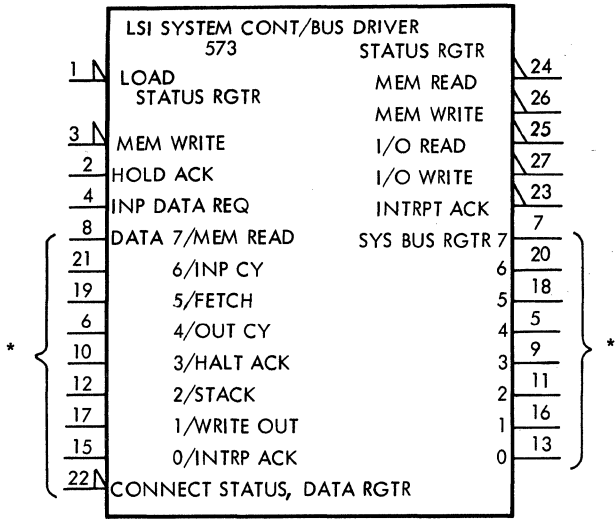 LSI SYSTEM CONT/BUS DRIVER
573
STATUS RGTR
1 LOAD STATUS RGTR
MEM READ 24
MEM WRITE 26
3 MEM WRITE
I/O READ 25
2 HOLD ACK
I/O WRITE 27
4 INP DATA REQ
INTRPT ACK 23
8 DATA 7/MEM READ
SYS BUS RGTR 7 7
21 6/INP CY
6 20
19 5/FETCH
5 18
6 4/OUT CY
4 5
* *
10 3/HALT ACK
3 9
12 2/STACK
2 11
17 1/WRITE OUT
1 16
15 0/INTRP ACK
0 13
22 CONNECT STATUS, DATA RGTR